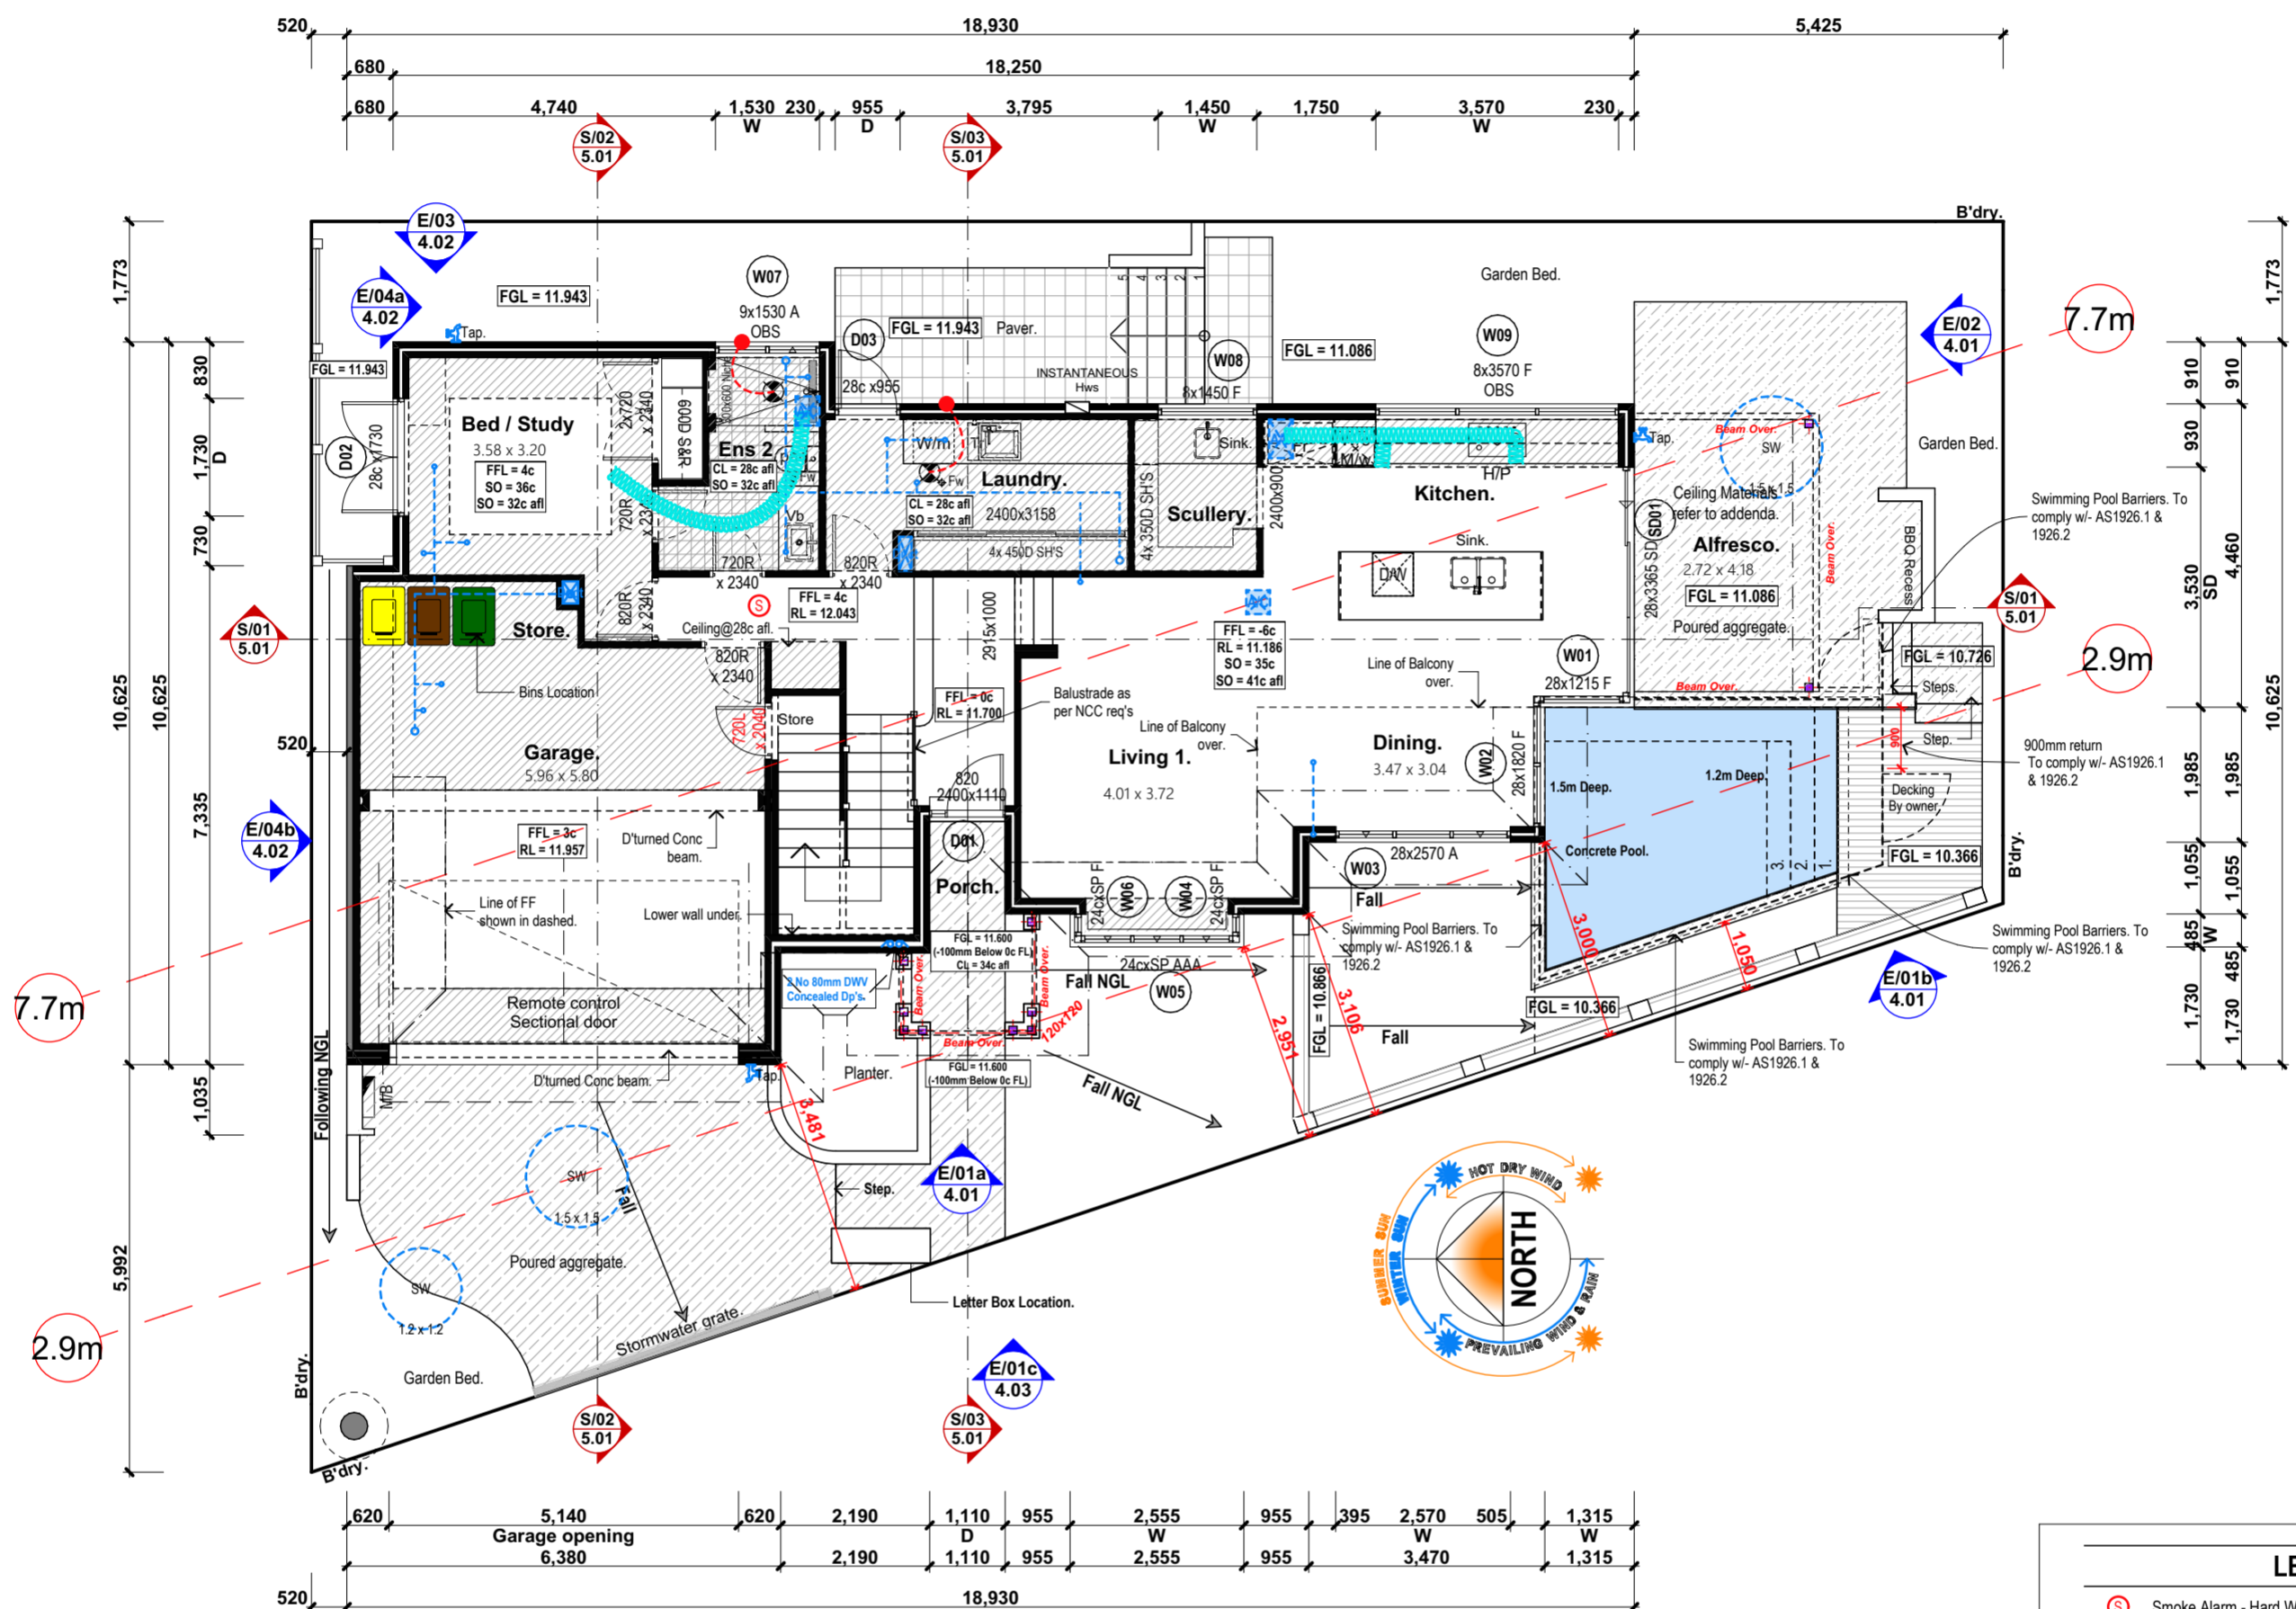 520
18,930
5,425
680
18,250
680
4,740
1,530
230
955
3,795
1,450
1,750
3,570
230
W
D
W
W
S/02
5.01
S/03
5.01
B'dry.
E/03
4.02
E/04a
4.02
FGL = 11.943
Tap.
FGL = 11.943
W07
9x1530 A
OBS
D03
FGL = 11.943
Paver.
5
4
3
2
1
28c x955
INSTANTANEOUS
Hws
W08
8x1450 F
FGL = 11.086
Garden Bed.
W09
8x3570 F
OBS
E/02
4.01
7.7m
1,773
10,625
10,625
830
1,730
D
730
7,335
520
1,035
5,992
1,773
10,625
910
910
930
4,460
3,530
SD
1,985
1,985
1,055
1,055
485
W
485
1,730
1,730
D02
28c x1730
Bed / Study
3.58 x 3.20
FFL = 4c
SO = 36c
SO = 32c afl
2x720
x 2340
600D S&R
Ens 2
CL = 28c afl
SO = 32c afl
Vb
720R
720R
x 2340
820R
x 2340
W/m
Fw
Laundry.
CL = 28c afl
SO = 32c afl
2400x3158
4x 450D SH'S
4x 350D SH'S
Sink.
Scullery.
2400x900
M/w
H/P
Kitchen.
Sink.
D/W
Tap.
Beam Over.
SW
1.5 x 1.5
Ceiling Materials
refer to addenda.
SD01
28x3365 SD
Alfresco.
2.72 x 4.18
FGL = 11.086
Poured aggregate.
Beam Over.
Beam Over.
BBQ Recess
Garden Bed.
Swimming Pool Barriers. To
comply w/- AS1926.1 &
1926.2
S/01
5.01
S/01
5.01
2.9m
FGL = 10.726
Steps.
Step.
900
900mm return
To comply w/- AS1926.1
& 1926.2
Decking
By owner.
FGL = 10.366
B'dry.
Store.
Bins Location
820R
x 2340
S
FFL = 4c
RL = 12.043
Ceiling@28c afl.
820R
x 2340
720L
x 2040
Store
2915x1000
FFL = 0c
RL = 11.700
Balustrade as
per NCC req's
FFL = -6c
RL = 11.186
SO = 35c
SO = 41c afl
Line of Balcony
over.
Line of Balcony
over.
W01
28x1215 F
W02
28x1820 F
Living 1.
4.01 x 3.72
Dining.
3.47 x 3.04
1.5m Deep.
1.2m Deep.
Concrete Pool.
3.
2.
1.
Garage.
5.96 x 5.80
FFL = 3c
RL = 11.957
D'turned Conc
beam.
E/04b
4.02
Line of FF
shown in dashed.
Lower wall under.
820
2400x1110
D01
Porch.
24cxSP F
W06
W04
24cxSP F
W03
28x2570 A
Fall
Swimming Pool Barriers. To
comply w/- AS1926.1 &
1926.2
FGL = 11.600
(-100mm Below 0c FL)
CL = 34c afl
24cxSP AAA
W05
Fall NGL
2 No 80mm DWV
Concealed Dp's.
Beam Over.
Beam Over.
Beam Over.
120x120
FGL = 11.600
(-100mm Below 0c FL)
2,951
3,106
3,000
1,050
FGL = 10.866
FGL = 10.366
Fall
Fall NGL
E/01b
4.01
Swimming Pool Barriers. To
comply w/- AS1926.1 &
1926.2
Swimming Pool Barriers. To
comply w/- AS1926.1 &
1926.2
7.7m
Remote control
Sectional door
D'turned Conc beam.
Tap.
Planter.
3,481
M/B
Following NGL
SW
1.5 x 1.5
Fall
Step.
E/01a
4.01
Poured aggregate.
SW
1.2 x 1.2
Stormwater grate.
Letter Box Location.
2.9m
Garden Bed.
B'dry.
B'dry.
E/01c
4.03
S/02
5.01
S/03
5.01
HOT DRY WIND
SUMMER SUN
WINTER SUN
NORTH
PREVAILING WIND & RAIN
620
5,140
620
2,190
1,110
955
2,555
955
395
2,570
505
1,315
Garage opening
D
W
W
W
6,380
2,190
1,110
955
2,555
955
3,470
1,315
520
18,930
S
Smoke Alarm - Hard